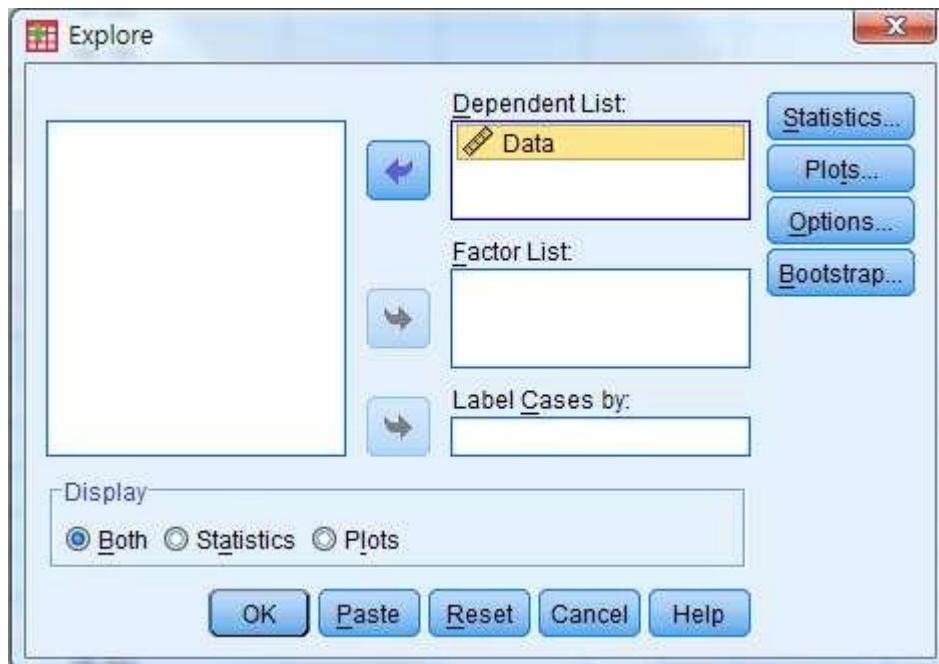 Explore
Dependent List:
Data
Factor List:
Label Cases by:
Statistics...
Plots...
Options...
Bootstrap...
Display
Both Statistics Plots
OK Paste Reset Cancel Help